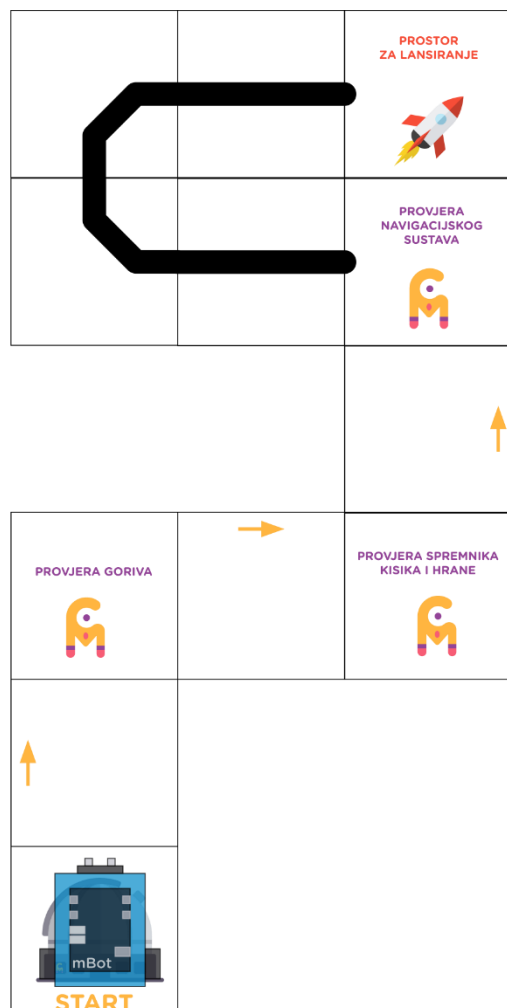 PROSTOR
ZA LANSIRANJE
PROVJERA
NAVIGACIJSKOG
SUSTAVA
PROVJERA GORIVA
PROVJERA SPREMNIKA
KISIKA I HRANE
mBot
START